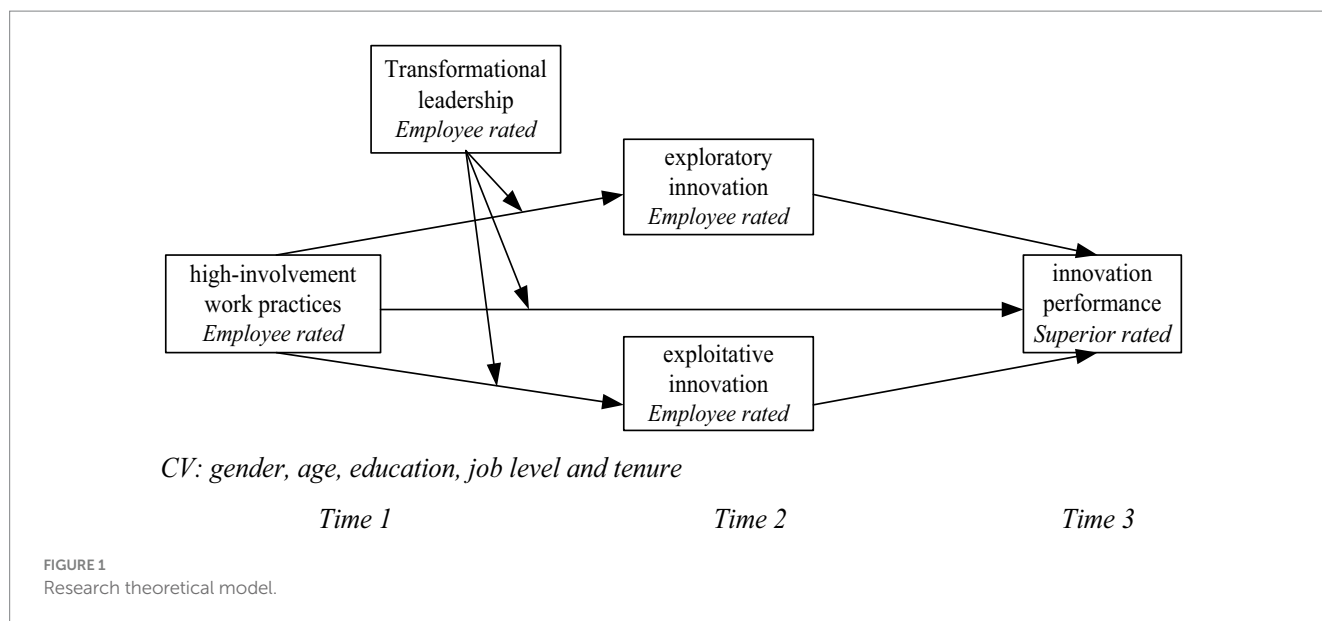 Transformational
leadership
Employee rated
exploratory
innovation
Employee rated
high-involvement
work practices
Employee rated
innovation
performance
Superior rated
exploitative
innovation
Employee rated
CV: gender, age, education, job level and tenure
Time 1
Time 2
Time 3
FIGURE 1
Research theoretical model.